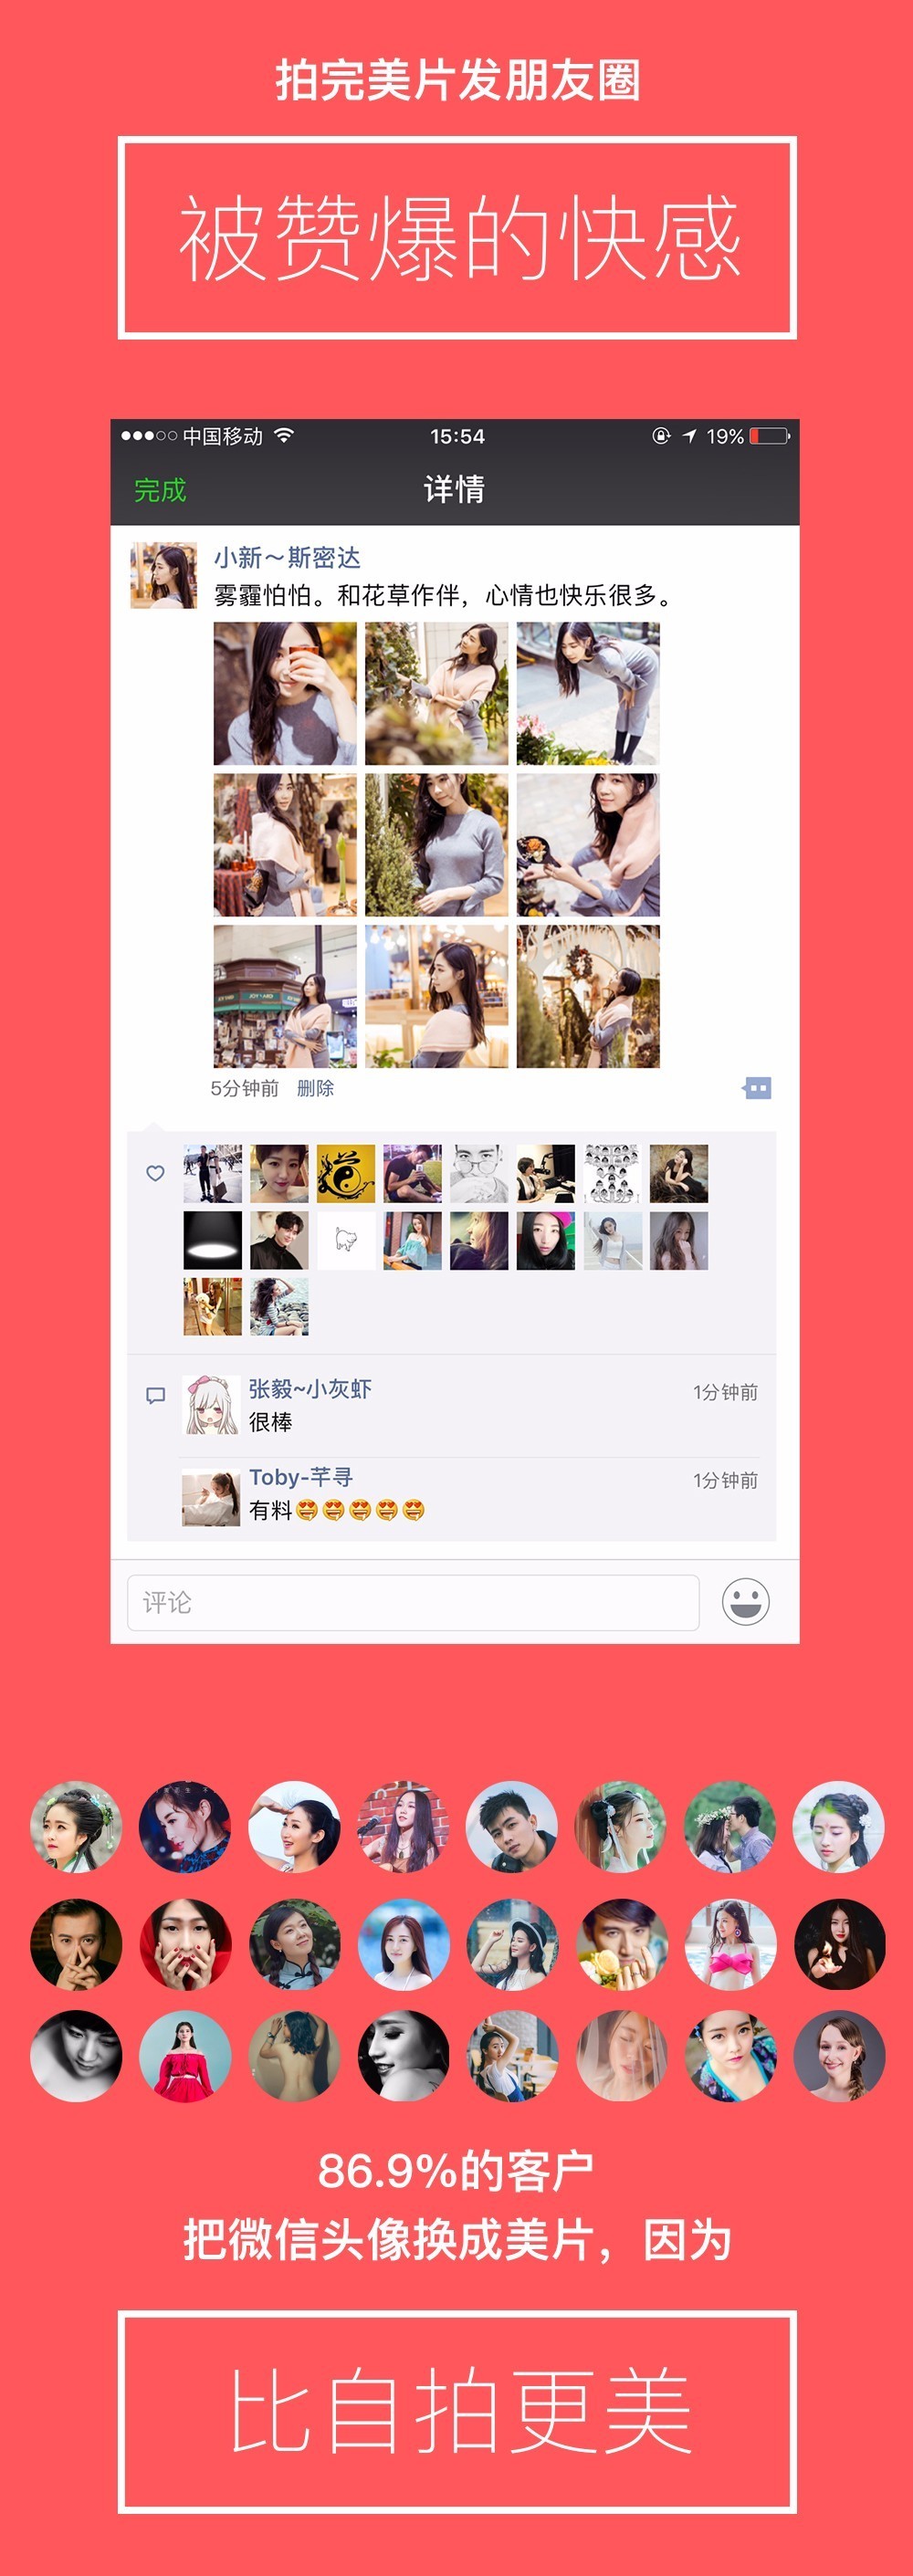 拍完美片发朋友圈
被赞爆的快感
中国移动 15:54 19%
完成 详情
小新～斯密达
雾霾怕怕。和花草作伴，心情也快乐很多。
5分钟前 删除
张毅~小灰虾 1分钟前
很棒
Toby-芊寻 1分钟前
有料😍😍😍😍😍
评论
86.9%的客户
把微信头像换成美片，因为
比自拍更美